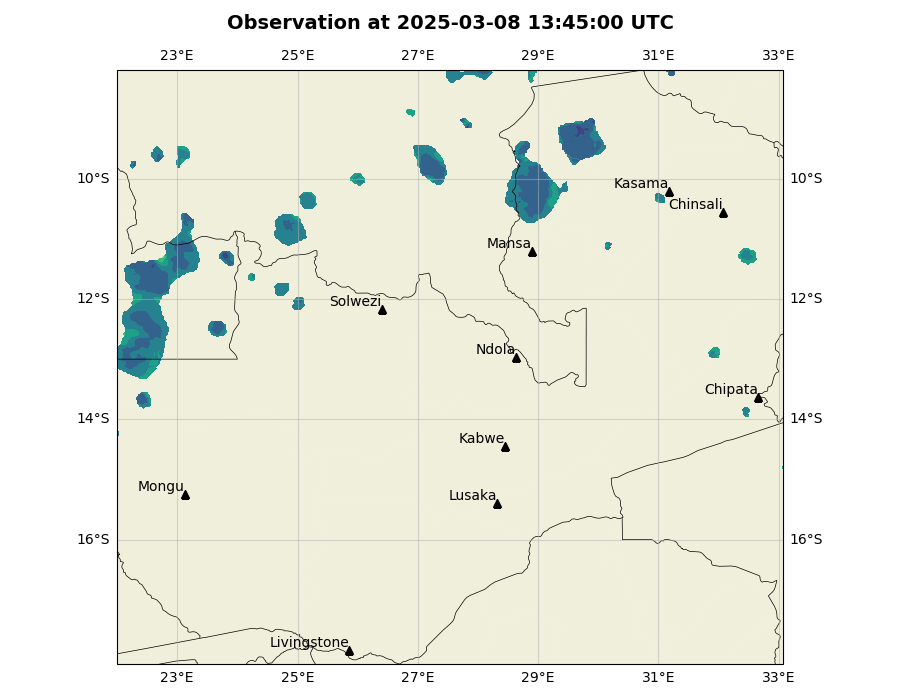 Observation at 2025-03-08 13:45:00 UTC
23°E 25°E 27°E 29°E 31°E 33°E
10°S 10°S
Kasama
Chinsali
Mansa
12°S 12°S
Solwezi
Ndola
Chipata
14°S 14°S
Kabwe
Mongu
Lusaka
16°S 16°S
Livingstone
23°E 25°E 27°E 29°E 31°E 33°E